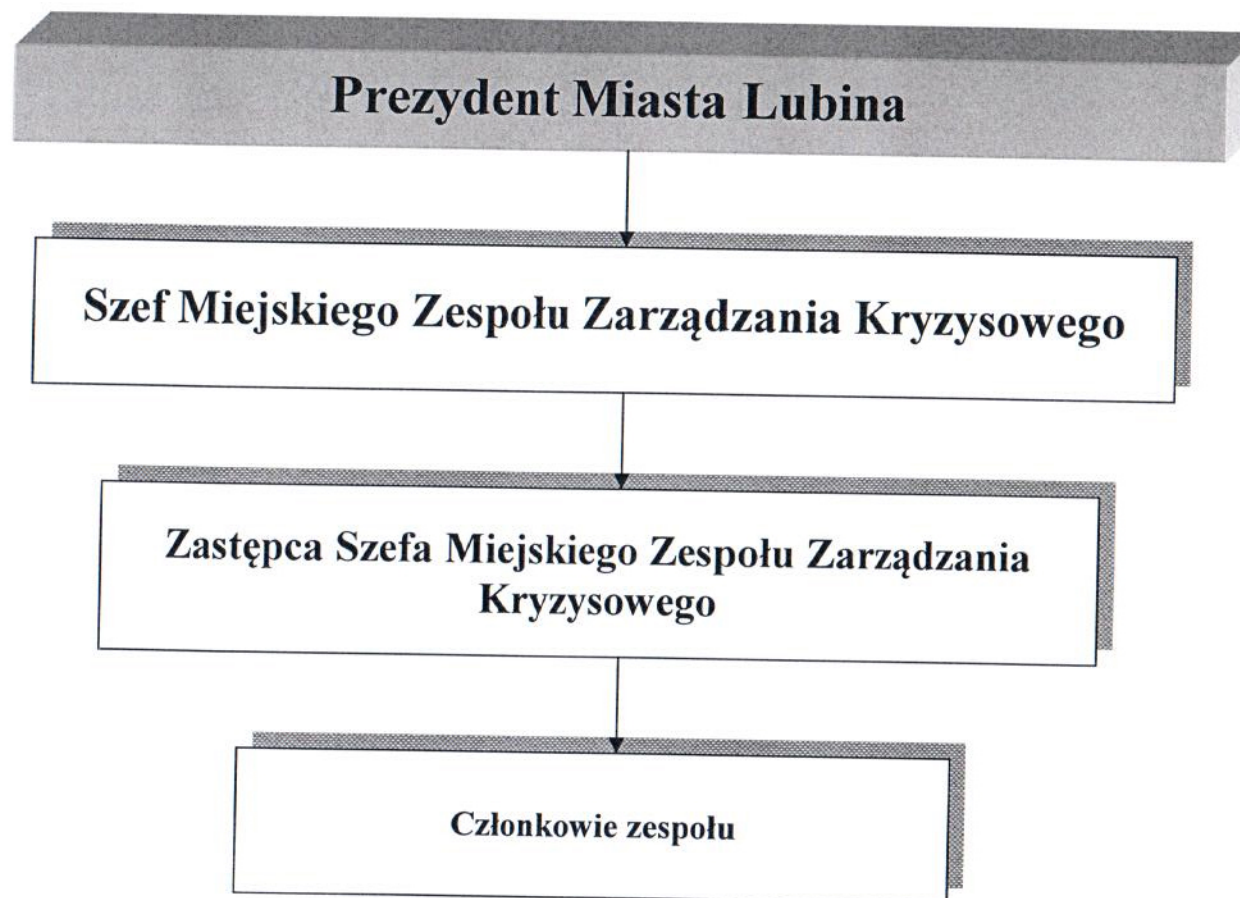 Prezydent Miasta Lubina
Szef Miejskiego Zespołu Zarządzania Kryzysowego
Zastępca Szefa Miejskiego Zespołu Zarządzania
Kryzysowego
Członkowie zespołu